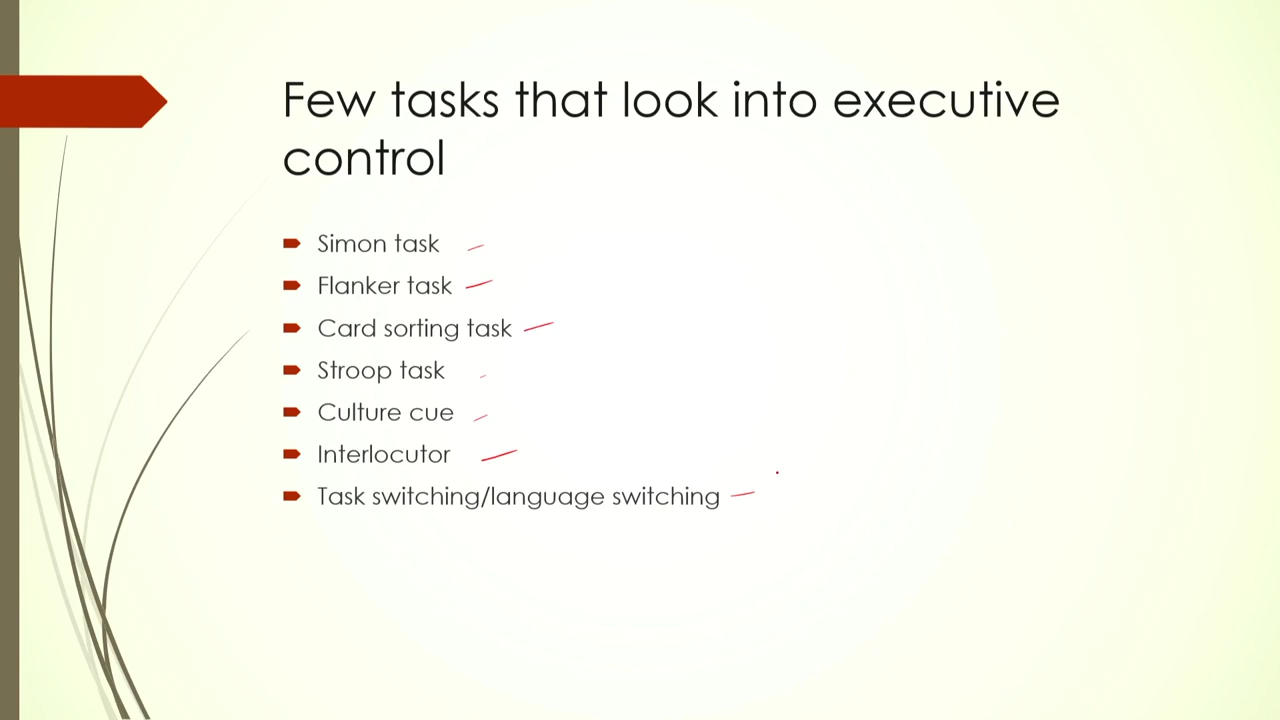 Few tasks that look into executive
control
Simon task
Flanker task
Card sorting task
Stroop task
Culture cue
Interlocutor
Task switching/language switching